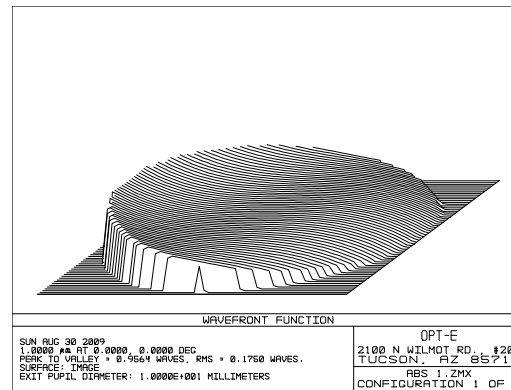 WAVEFRONT FUNCTION
SUN AUG 30 2009
1.0000 µm AT 0.0000, 0.0000 DEG
PEAK TO VALLEY = 0.9564 WAVES, RMS = 0.1750 WAVES.
SURFACE: IMAGE
EXIT PUPIL DIAMETER: 1.0000E+001 MILLIMETERS
OPT-E
2100 N WILMOT RD., #20
TUCSON, AZ 8571
ABS 1.ZMX
CONFIGURATION 1 OF